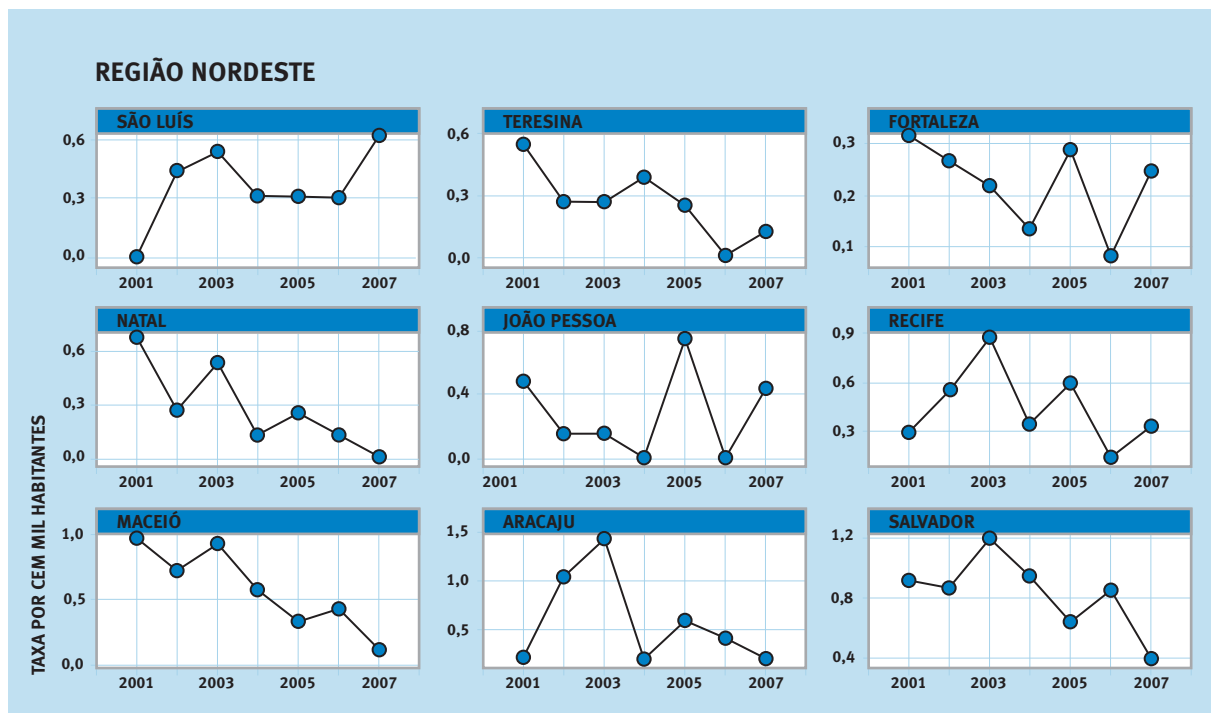 REGIÃO NORDESTE
TAXA POR CEM MIL HABITANTES
SÃO LUÍS
0,6
0,3
0,0
2001 2003 2005 2007
TERESINA
0,6
0,3
0,0
2001 2003 2005 2007
FORTALEZA
0,3
0,2
0,1
2001 2003 2005 2007
NATAL
0,6
0,3
0,0
2001 2003 2005 2007
JOÃO PESSOA
0,8
0,4
0,0
2001 2003 2005 2007
RECIFE
0,9
0,6
0,3
2001 2003 2005 2007
MACEIÓ
1,0
0,5
0,0
2001 2003 2005 2007
ARACAJU
1,5
1,0
0,5
2001 2003 2005 2007
SALVADOR
1,2
0,8
0,4
2001 2003 2005 2007